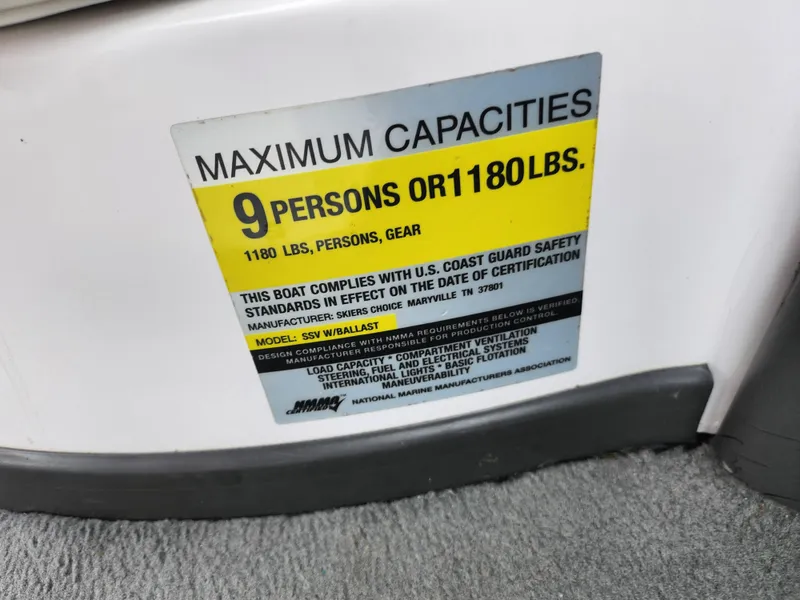 MAXIMUM CAPACITIES
9 PERSONS OR 1180 LBS.
1180 LBS, PERSONS, GEAR
THIS BOAT COMPLIES WITH U.S. COAST GUARD SAFETY
STANDARDS IN EFFECT ON THE DATE OF CERTIFICATION
MANUFACTURER: SKIERS CHOICE MARYVILLE TN 37801
MODEL: SSV W/BALLAST
DESIGN COMPLIANCE WITH NMMA REQUIREMENTS BELOW IS VERIFIED.
MANUFACTURER RESPONSIBLE FOR PRODUCTION CONTROL.
LOAD CAPACITY * COMPARTMENT VENTILATION
STEERING, FUEL AND ELECTRICAL SYSTEMS
INTERNATIONAL LIGHTS * BASIC FLOTATION
MANEUVERABILITY
NMMA
CERTIFIED
NATIONAL MARINE MANUFACTURERS ASSOCIATION